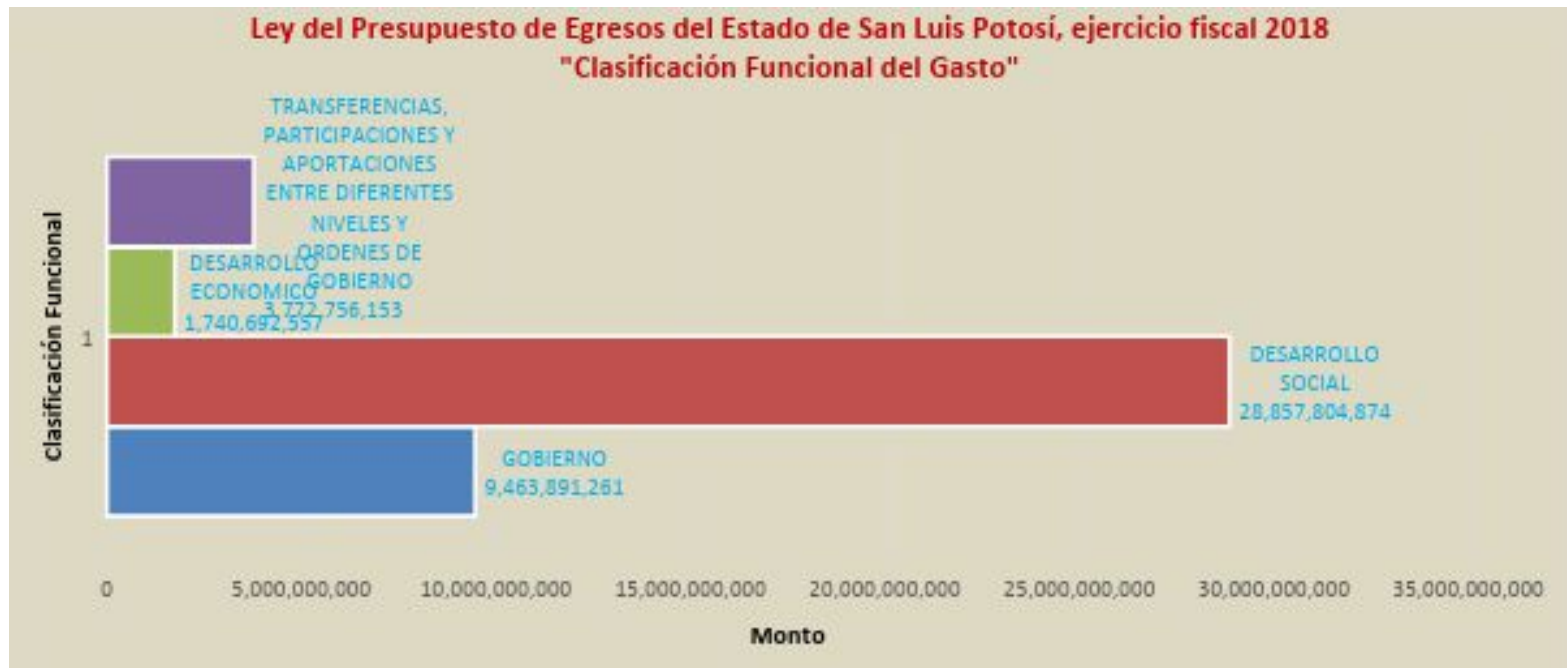 Ley del Presupuesto de Egresos del Estado de San Luis Potosí, ejercicio fiscal 2018
"Clasificación Funcional del Gasto"
TRANSFERENCIAS,
PARTICIPACIONES Y
APORTACIONES
ENTRE DIFERENTES
NIVELES Y
ORDENES DE
GOBIERNO
3,772,756,153
DESARROLLO
ECONOMICO
1,740,692,557
DESARROLLO
SOCIAL
28,857,804,874
GOBIERNO
9,463,891,261
Clasificación Funcional
1
0 5,000,000,000 10,000,000,000 15,000,000,000 20,000,000,000 25,000,000,000 30,000,000,000 35,000,000,000
Monto